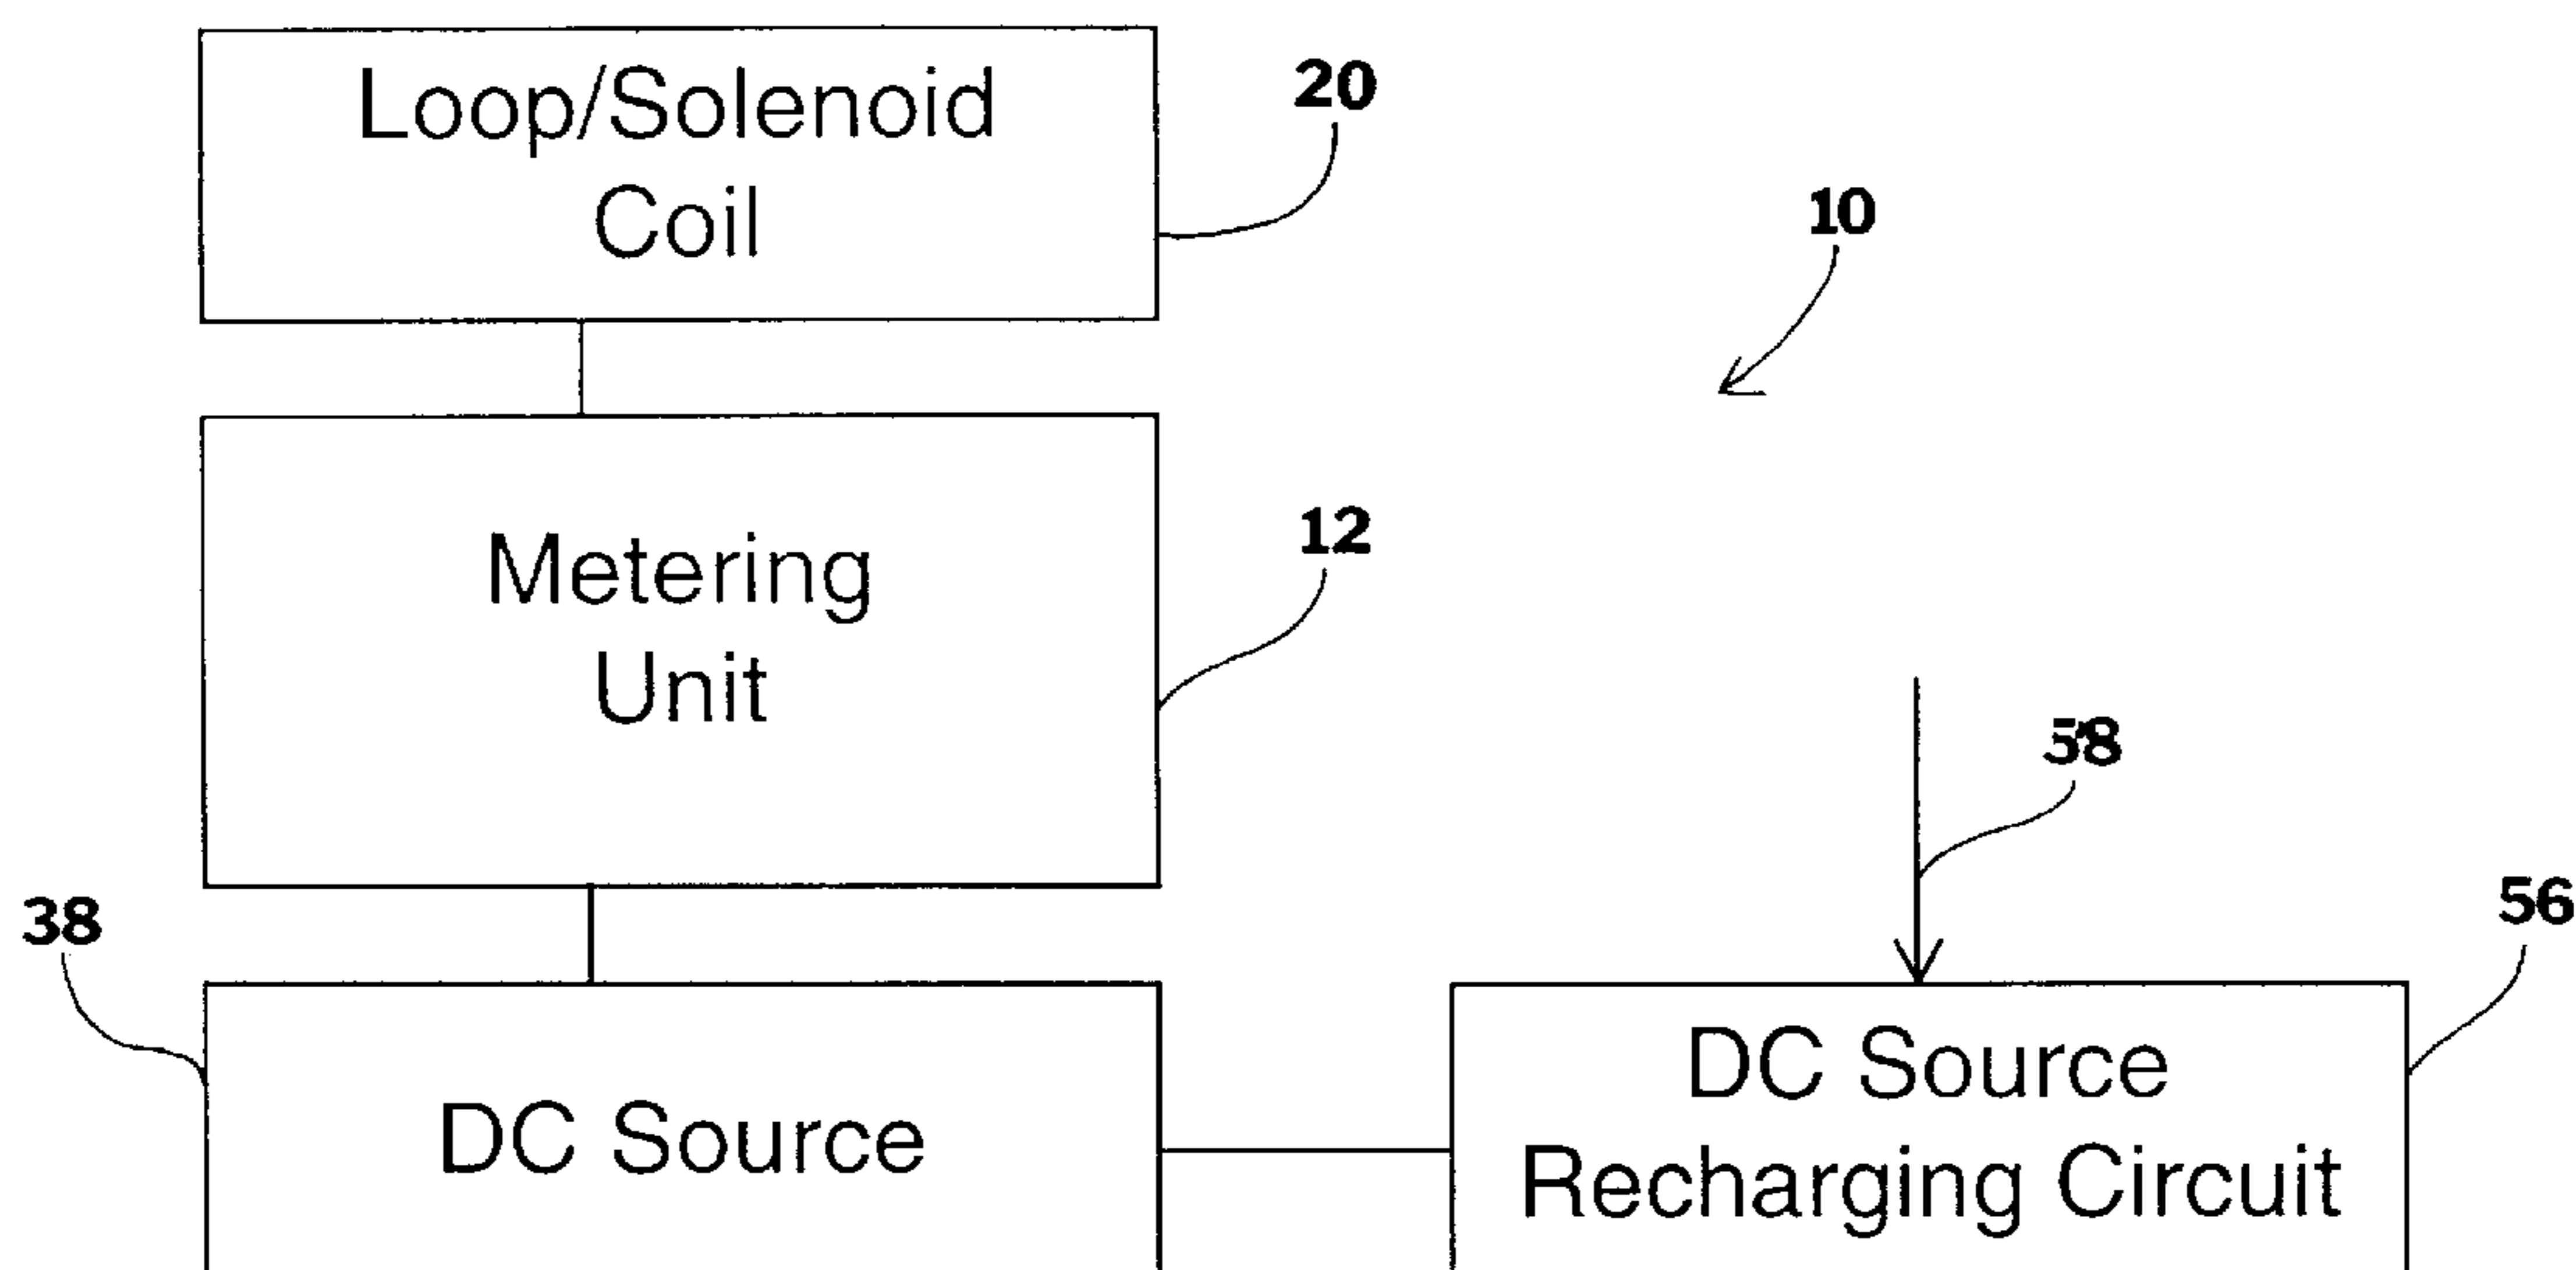 Loop/Solenoid
Coil
20
10
Metering
Unit
12
58
38
56
DC Source
DC Source
Recharging Circuit